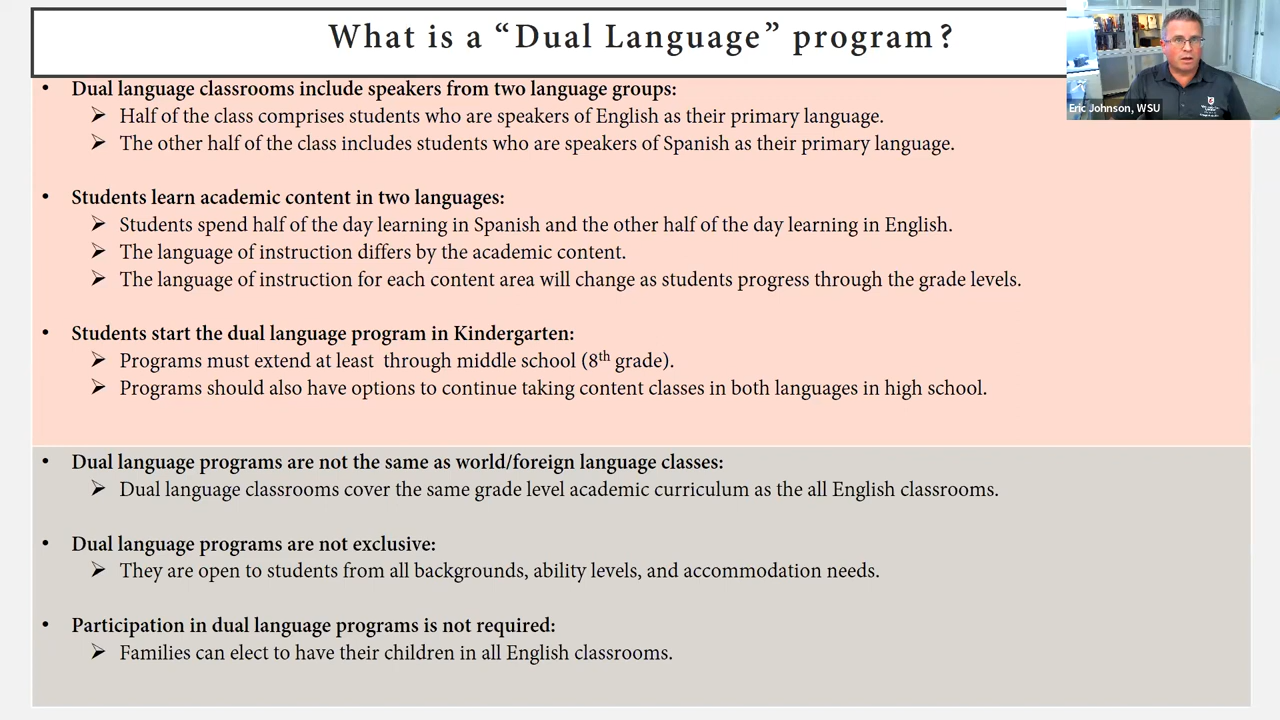 What is a “Dual Language” program?
Eric Johnson, WSU
• Dual language classrooms include speakers from two language groups:
➢ Half of the class comprises students who are speakers of English as their primary language.
➢ The other half of the class includes students who are speakers of Spanish as their primary language.
• Students learn academic content in two languages:
➢ Students spend half of the day learning in Spanish and the other half of the day learning in English.
➢ The language of instruction differs by the academic content.
➢ The language of instruction for each content area will change as students progress through the grade levels.
• Students start the dual language program in Kindergarten:
➢ Programs must extend at least through middle school (8th grade).
➢ Programs should also have options to continue taking content classes in both languages in high school.
• Dual language programs are not the same as world/foreign language classes:
➢ Dual language classrooms cover the same grade level academic curriculum as the all English classrooms.
• Dual language programs are not exclusive:
➢ They are open to students from all backgrounds, ability levels, and accommodation needs.
• Participation in dual language programs is not required:
➢ Families can elect to have their children in all English classrooms.